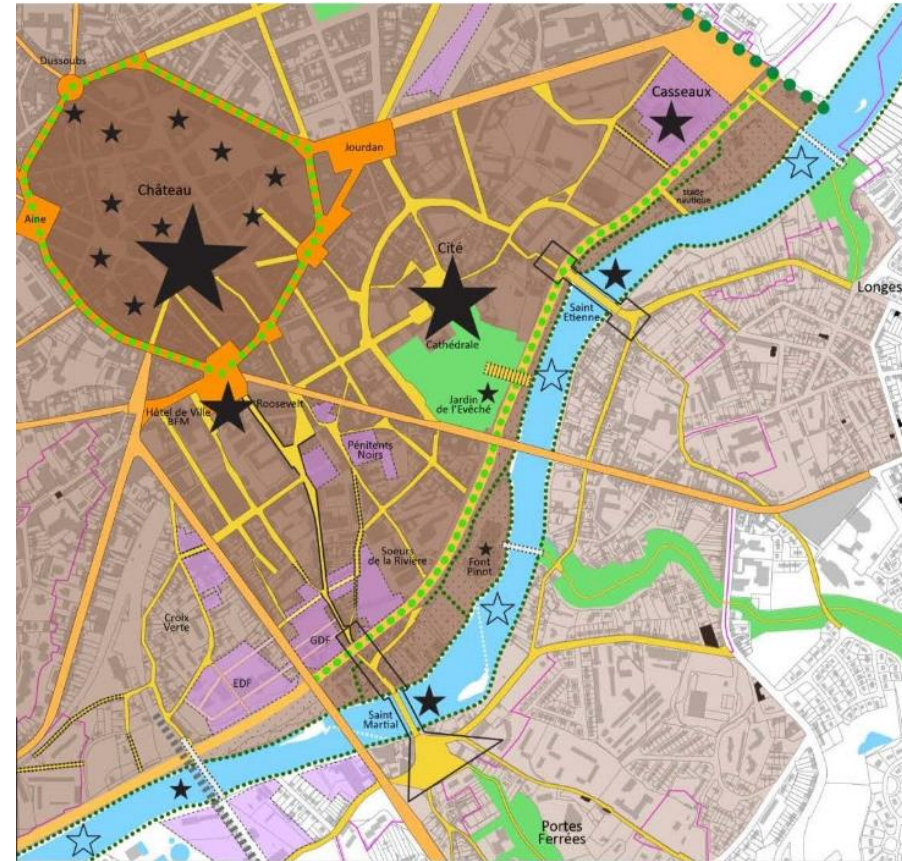 Dussoubs
Casseaux
Jourdan
Château
stade
nautique
Aine
Cité
Longes
Saint
Etienne
Cathédrale
Jardin
de l'Evêché
Hôtel de Ville
BFM
Roosevelt
Pénitents
Noirs
Soeurs
de la Rivière
Font
Pinot
Croix
Verte
GDF
EDF
Saint
Martial
Portes
Ferrées